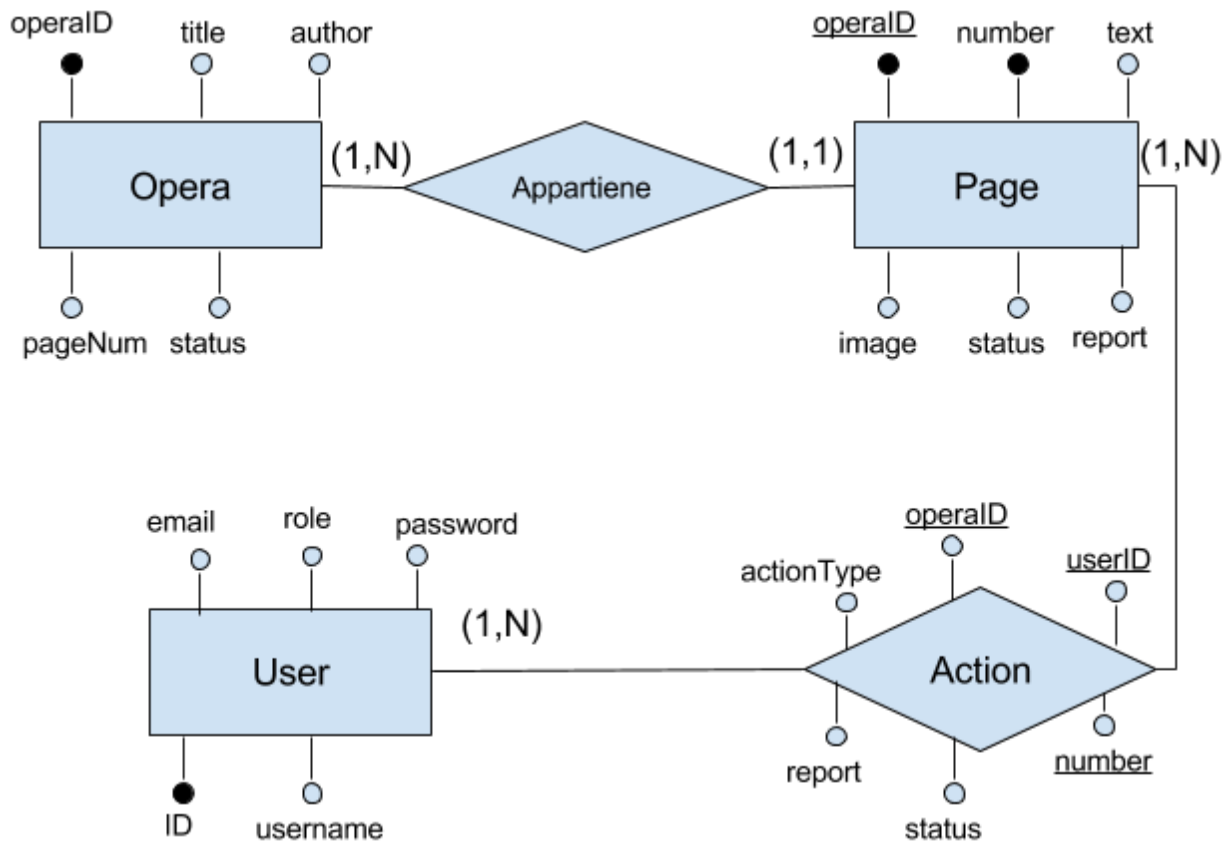 operaID title author
operaID number text
(1,N) (1,1) (1,N)
Opera Appartiene Page
pageNum status
image status report
email role password
operaID
actionType userID
(1,N)
User Action
report number
ID username status